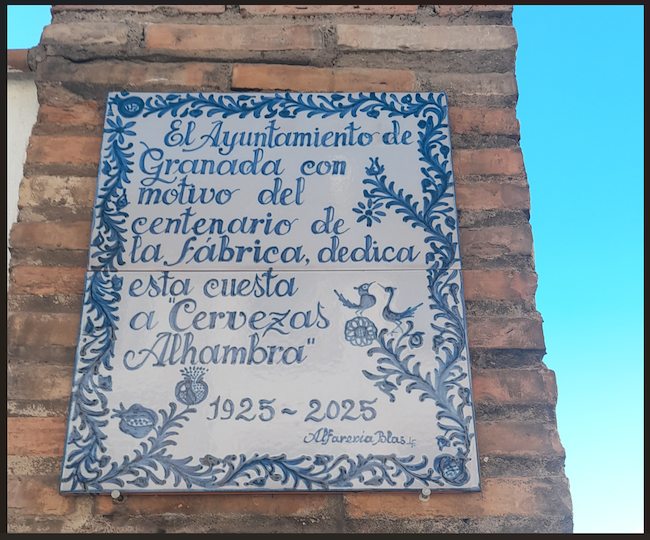 El Ayuntamiento de
Granada con
motivo del
centenario de
la fábrica, dedica
esta cuesta
a "Cervezas
Alhambra"
1925 ~ 2025
Alfarería Blas